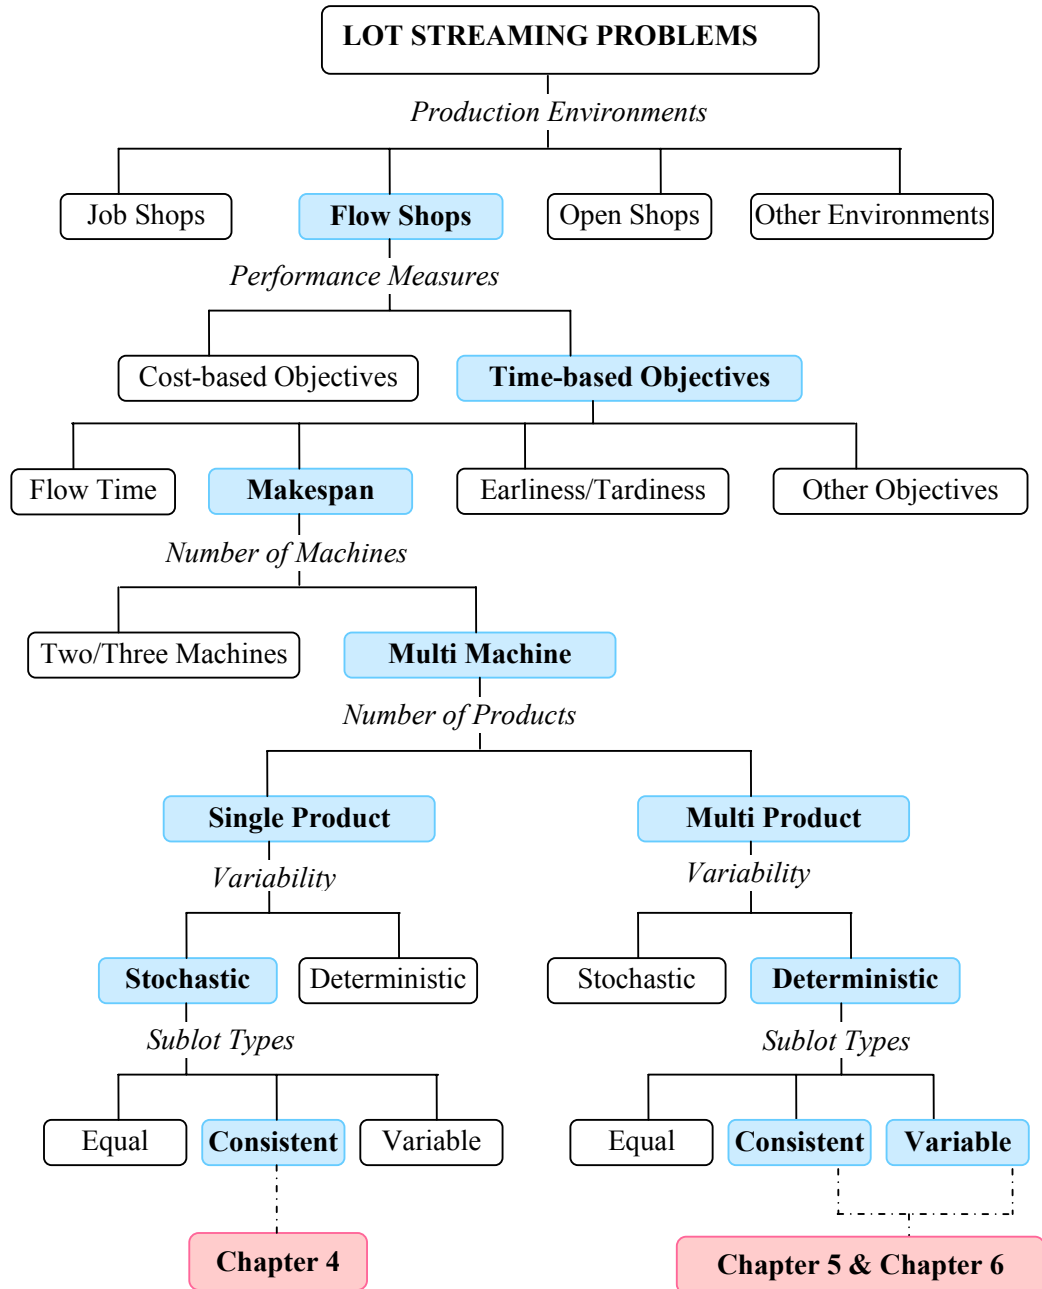 LOT STREAMING PROBLEMS
Production Environments
Job Shops
Flow Shops
Open Shops
Other Environments
Performance Measures
Cost-based Objectives
Time-based Objectives
Flow Time
Makespan
Earliness/Tardiness
Other Objectives
Number of Machines
Two/Three Machines
Multi Machine
Number of Products
Single Product
Multi Product
Variability
Variability
Stochastic
Deterministic
Stochastic
Deterministic
Sublot Types
Sublot Types
Equal
Consistent
Variable
Equal
Consistent
Variable
Chapter 4
Chapter 5 & Chapter 6